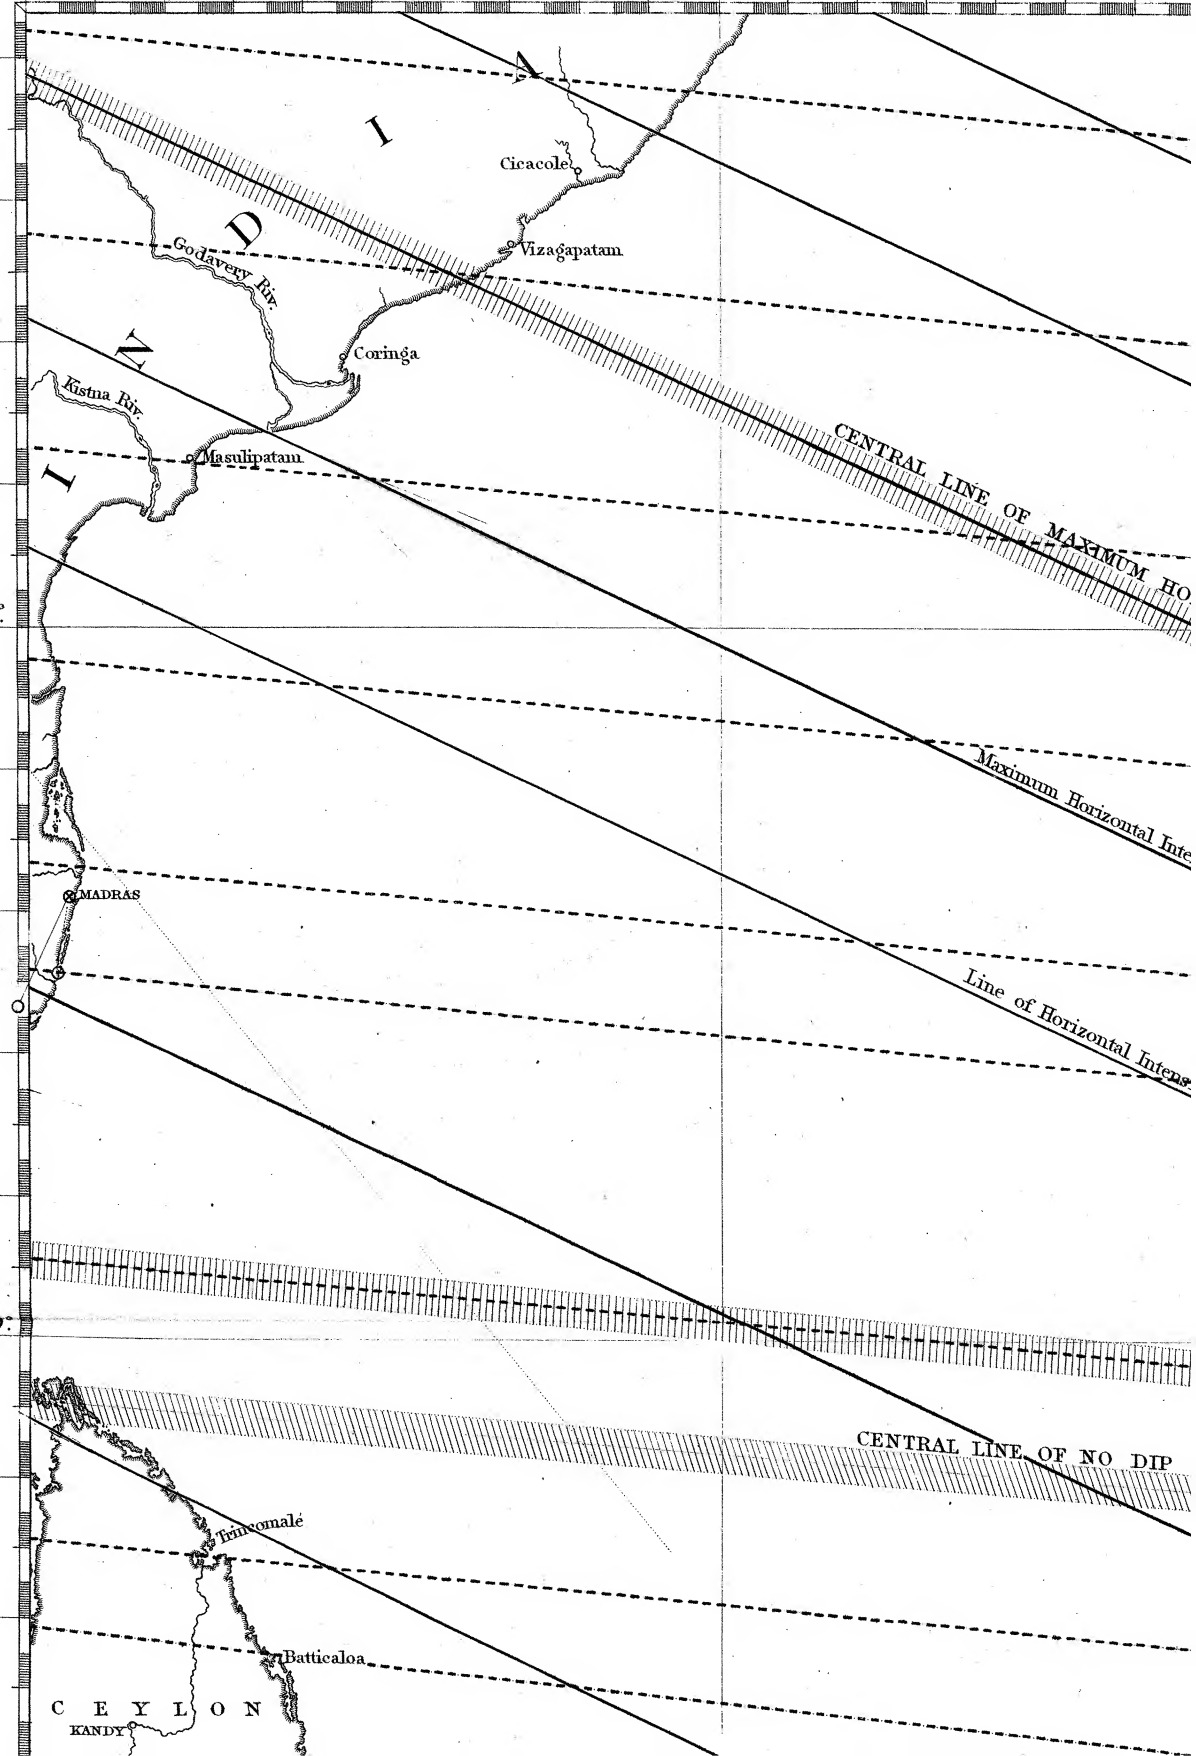 I N D I A
Cicacole
Vizagapatam
Godavery Riv.
Coringa
Kistna Riv.
Masulipatam
CENTRAL LINE OF MAXIMUM HO
Maximum Horizontal Inte
MADRAS
Line of Horizontal Intens
CENTRAL LINE OF NO DIP
Trincomalé
Batticaloa
CEYLON
KANDY